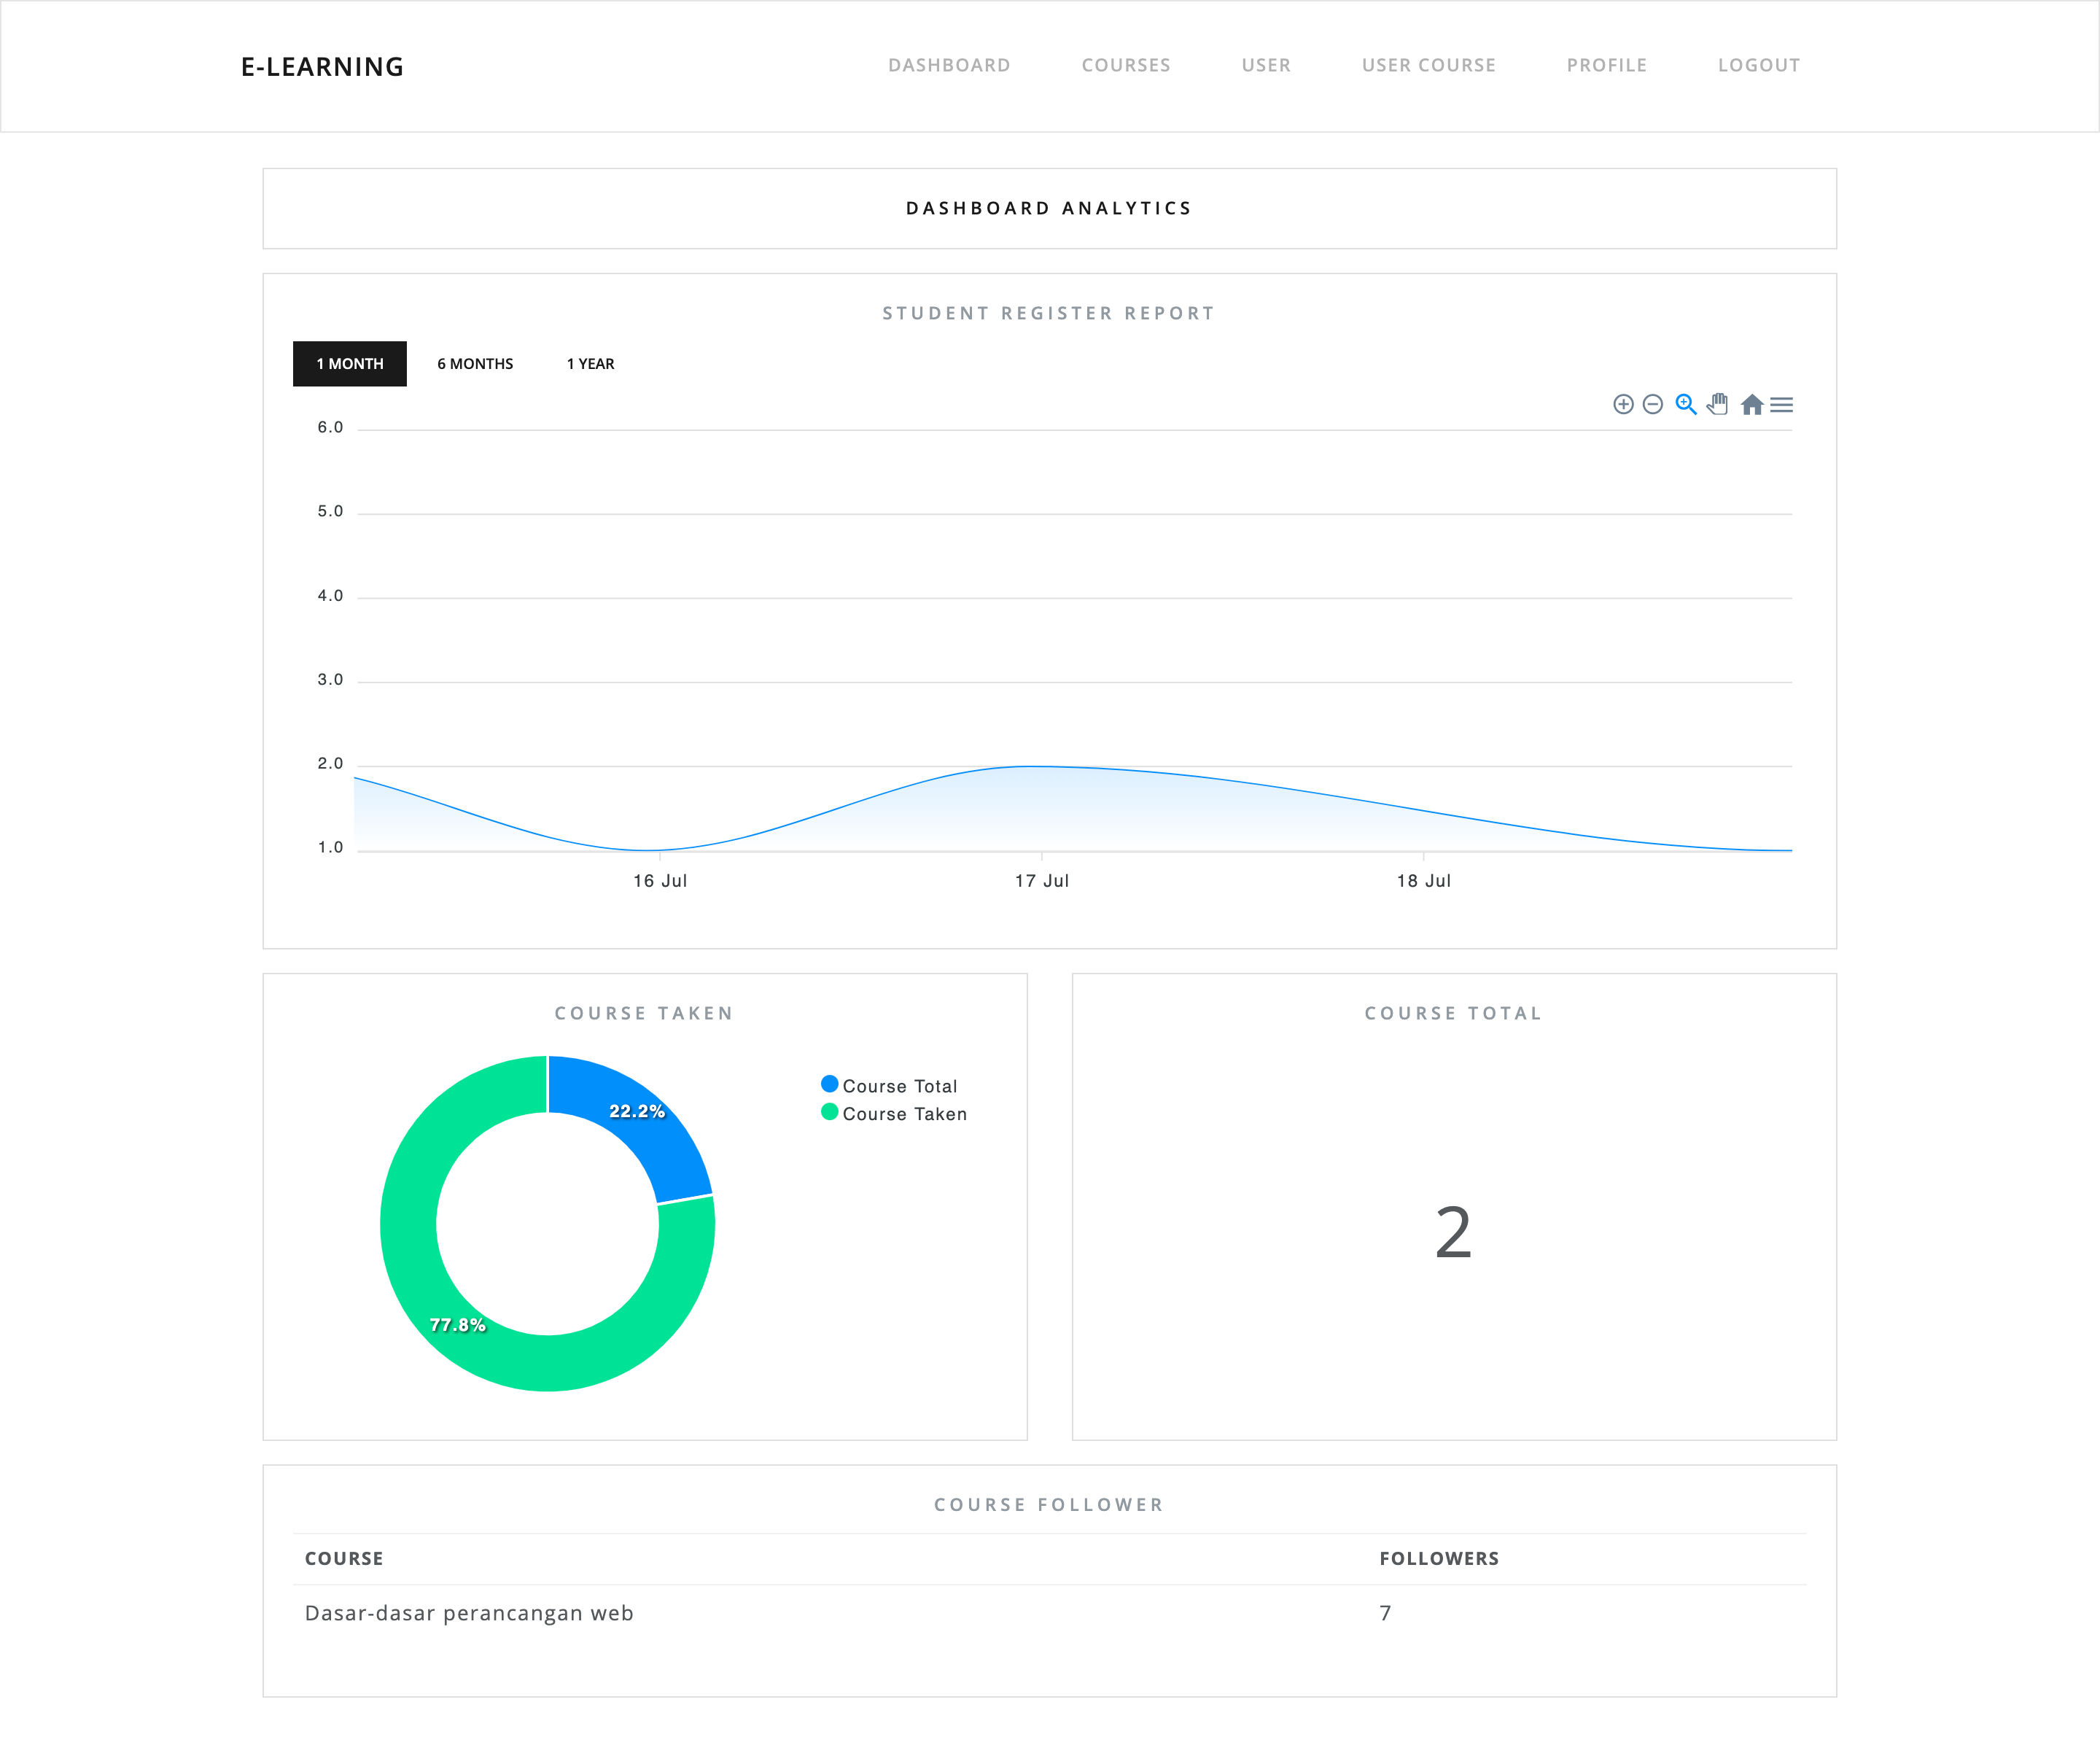 E-LEARNING
DASHBOARD COURSES USER USER COURSE PROFILE LOGOUT
DASHBOARD ANALYTICS
STUDENT REGISTER REPORT
1 MONTH 6 MONTHS 1 YEAR
6.0
5.0
4.0
3.0
2.0
1.0
16 Jul 17 Jul 18 Jul
COURSE TAKEN
22.2%
77.8%
Course Total
Course Taken
COURSE TOTAL
2
COURSE FOLLOWER
COURSE FOLLOWERS
Dasar-dasar perancangan web 7